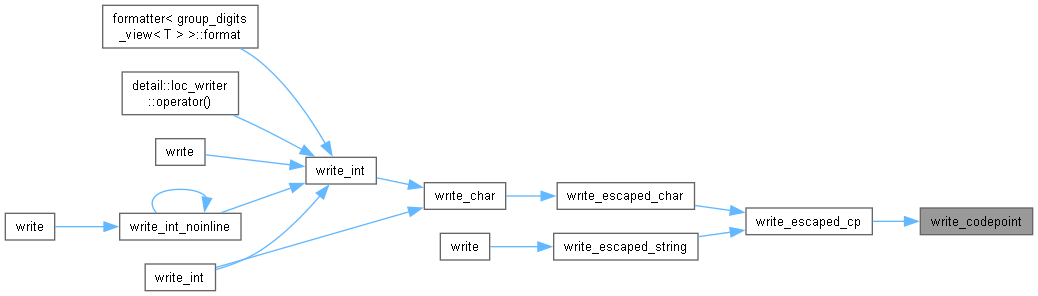 formatter< group_digits
_view< T > >::format
detail::loc_writer
::operator()
write
write_int
write_char
write_escaped_char
write_escaped_cp
write_codepoint
write
write_int_noinline
write
write_escaped_string
write_int